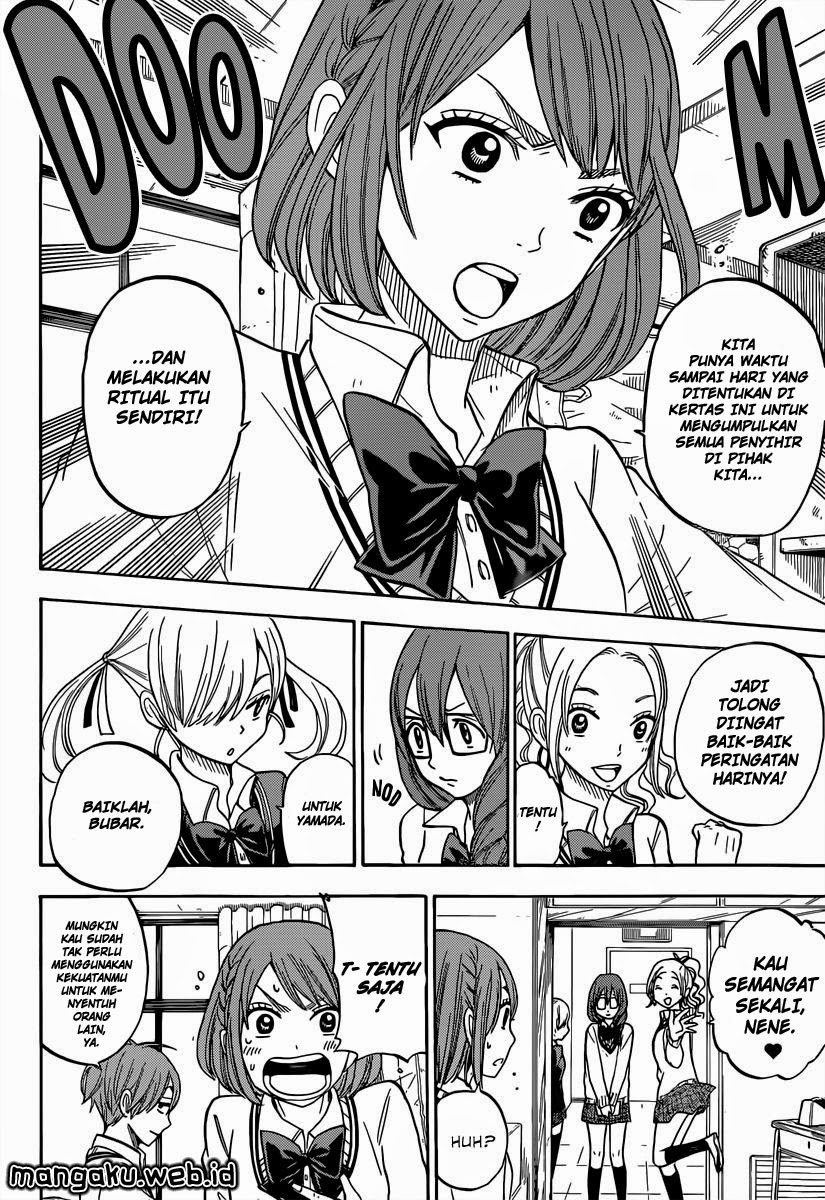 DOOM
KITA
PUNYA WAKTU
SAMPAI HARI YANG
DITENTUKAN DI
KERTAS INI UNTUK
MENGUMPULKAN
SEMUA PENYIHIR
DI PIHAK
KITA...
...DAN
MELAKUKAN
RITUAL ITU
SENDIRI!
JADI
TOLONG
DIINGAT
BAIK-BAIK
PERINGATAN
HARINYA!
TENTU
!
NOD
UNTUK
YAMADA.
BAIKLAH,
BUBAR.
KAU
SEMANGAT
SEKALI,
NENE.
♥
HUH?
T- TENTU
SAJA
!
MUNGKIN
KAU SUDAH
TAK PERLU
MENGGUNAKAN
KEKUATANMU
UNTUK ME-
NYENTUH
ORANG
LAIN,
YA.
mangaku.web.id